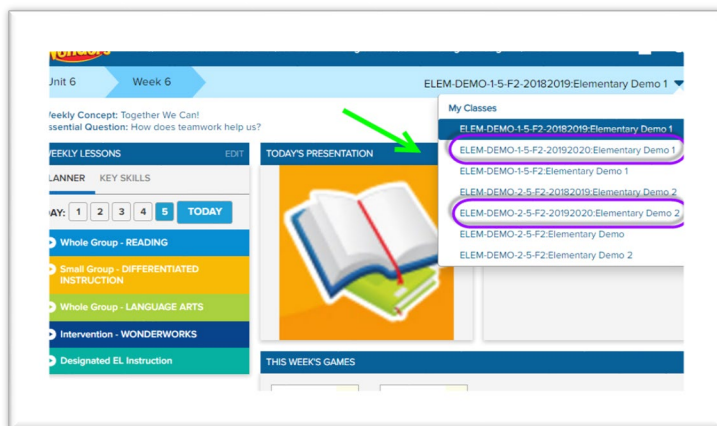 Wonders
Unit 6
Week 6
ELEM-DEMO-1-5-F2-20182019:Elementary Demo 1
Weekly Concept: Together We Can!
Essential Question: How does teamwork help us?
My Classes
ELEM-DEMO-1-5-F2-20182019:Elementary Demo 1
ELEM-DEMO-1-5-F2-20192020:Elementary Demo 1
ELEM-DEMO-1-5-F2:Elementary Demo 1
ELEM-DEMO-2-5-F2-20182019:Elementary Demo 2
ELEM-DEMO-2-5-F2-20192020:Elementary Demo 2
ELEM-DEMO-2-5-F2:Elementary Demo
ELEM-DEMO-2-5-F2:Elementary Demo 2
WEEKLY LESSONS
EDIT
PLANNER
KEY SKILLS
DAY: 1 2 3 4 5 TODAY
Whole Group - READING
Small Group - DIFFERENTIATED
INSTRUCTION
Whole Group - LANGUAGE ARTS
Intervention - WONDERWORKS
Designated EL Instruction
TODAY'S PRESENTATION
THIS WEEK'S GAMES